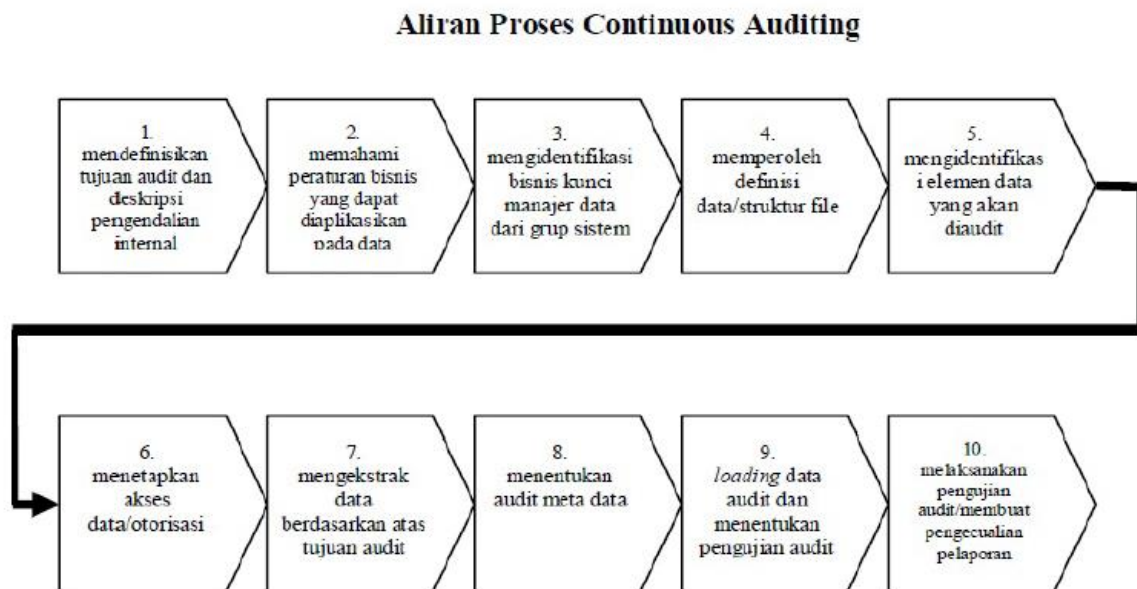 Aliran Proses Continuous Auditing
1.
mendefinisikan
tujuan audit dan
deskripsi
pengendalian
internal
2.
memahami
peraturan bisnis
yang dapat
diaplikasikan
pada data
3.
mengidentifikasi
bisnis kunci
manajer data
dari grup sistem
4.
memperoleh
definisi
data/struktur file
5.
mengidentifikas
i elemen data
yang akan
diaudit
6.
menetapkan
akses
data/otorisasi
7.
mengekstrak
data
berdasarkan atas
tujuan audit
8.
menentukan
audit meta data
9.
loading data
audit dan
menentukan
pengujian audit
10.
melaksanakan
pengujian
audit/membuat
pengecualian
pelaporan